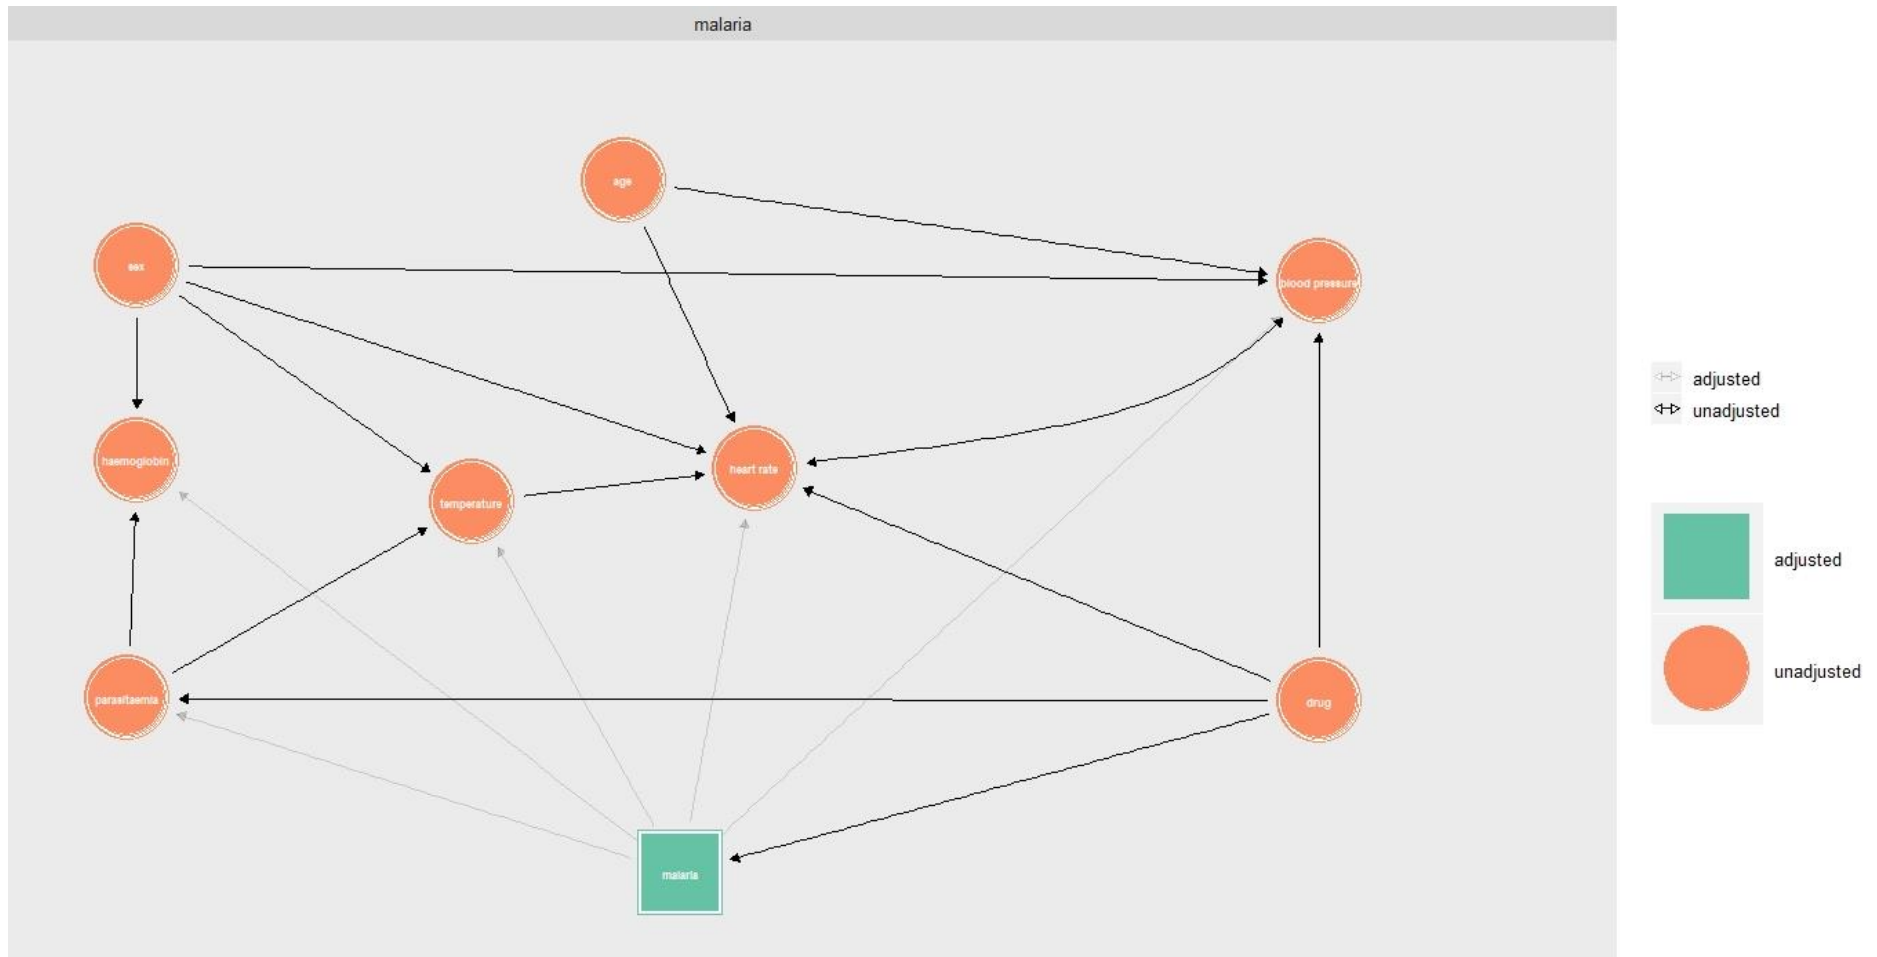 malaria
age
sex
blood pressure
haemoglobin
heart rate
temperature
parasitaemia
drug
malaria
adjusted
unadjusted
adjusted
unadjusted